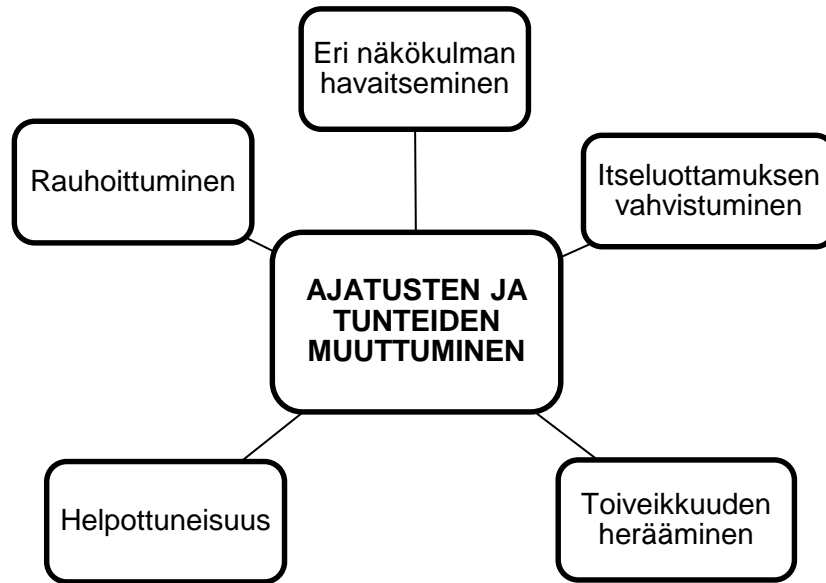 Eri näkökulman
havaitseminen
Rauhoittuminen
Itseluottamuksen
vahvistuminen
AJATUSTEN JA
TUNTEIDEN
MUUTTUMINEN
Helpottuneisuus
Toiveikkuuden
herääminen